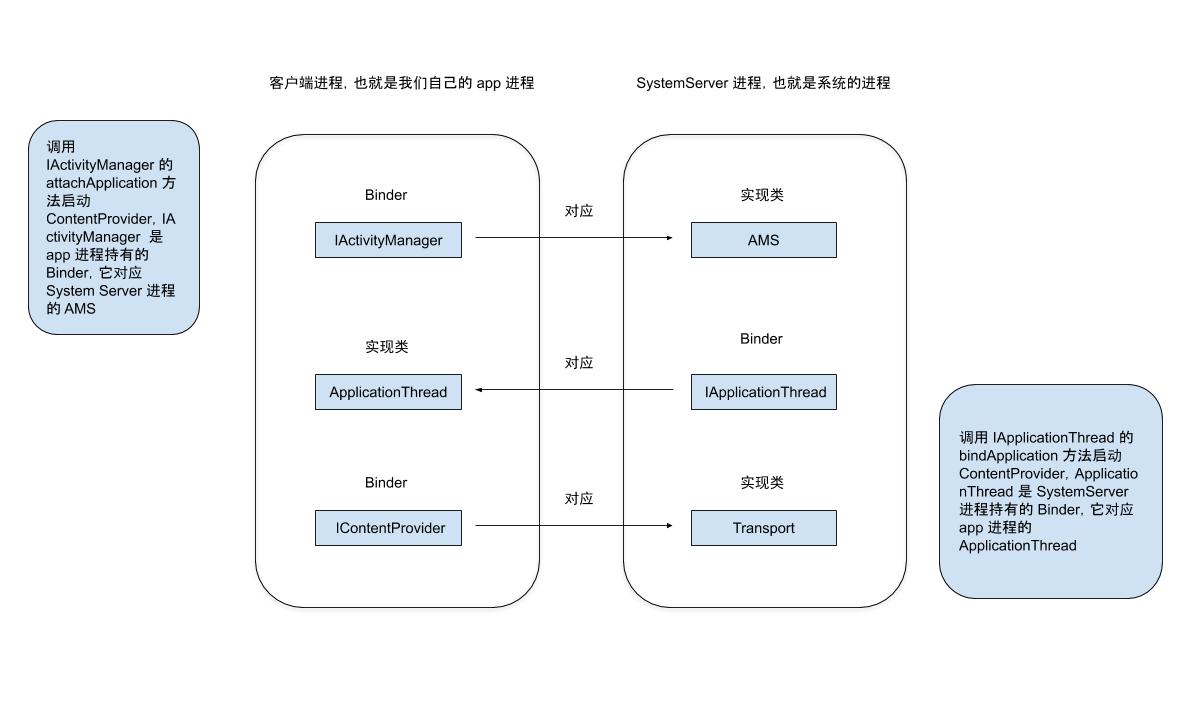 客户端进程，也就是我们自己的 app 进程
SystemServer 进程，也就是系统的进程
调用
IActivityManager 的
attachApplication 方
法启动
ContentProvider，IA
ctivityManager 是
app 进程持有的
Binder，它对应
System Server 进程
的 AMS
Binder
IActivityManager
对应
实现类
AMS
实现类
ApplicationThread
对应
Binder
IApplicationThread
Binder
IContentProvider
对应
实现类
Transport
调用 IApplicationThread 的
bindApplication 方法启动
ContentProvider，Applicatio
nThread 是 SystemServer
进程持有的 Binder，它对应
app 进程的
ApplicationThread